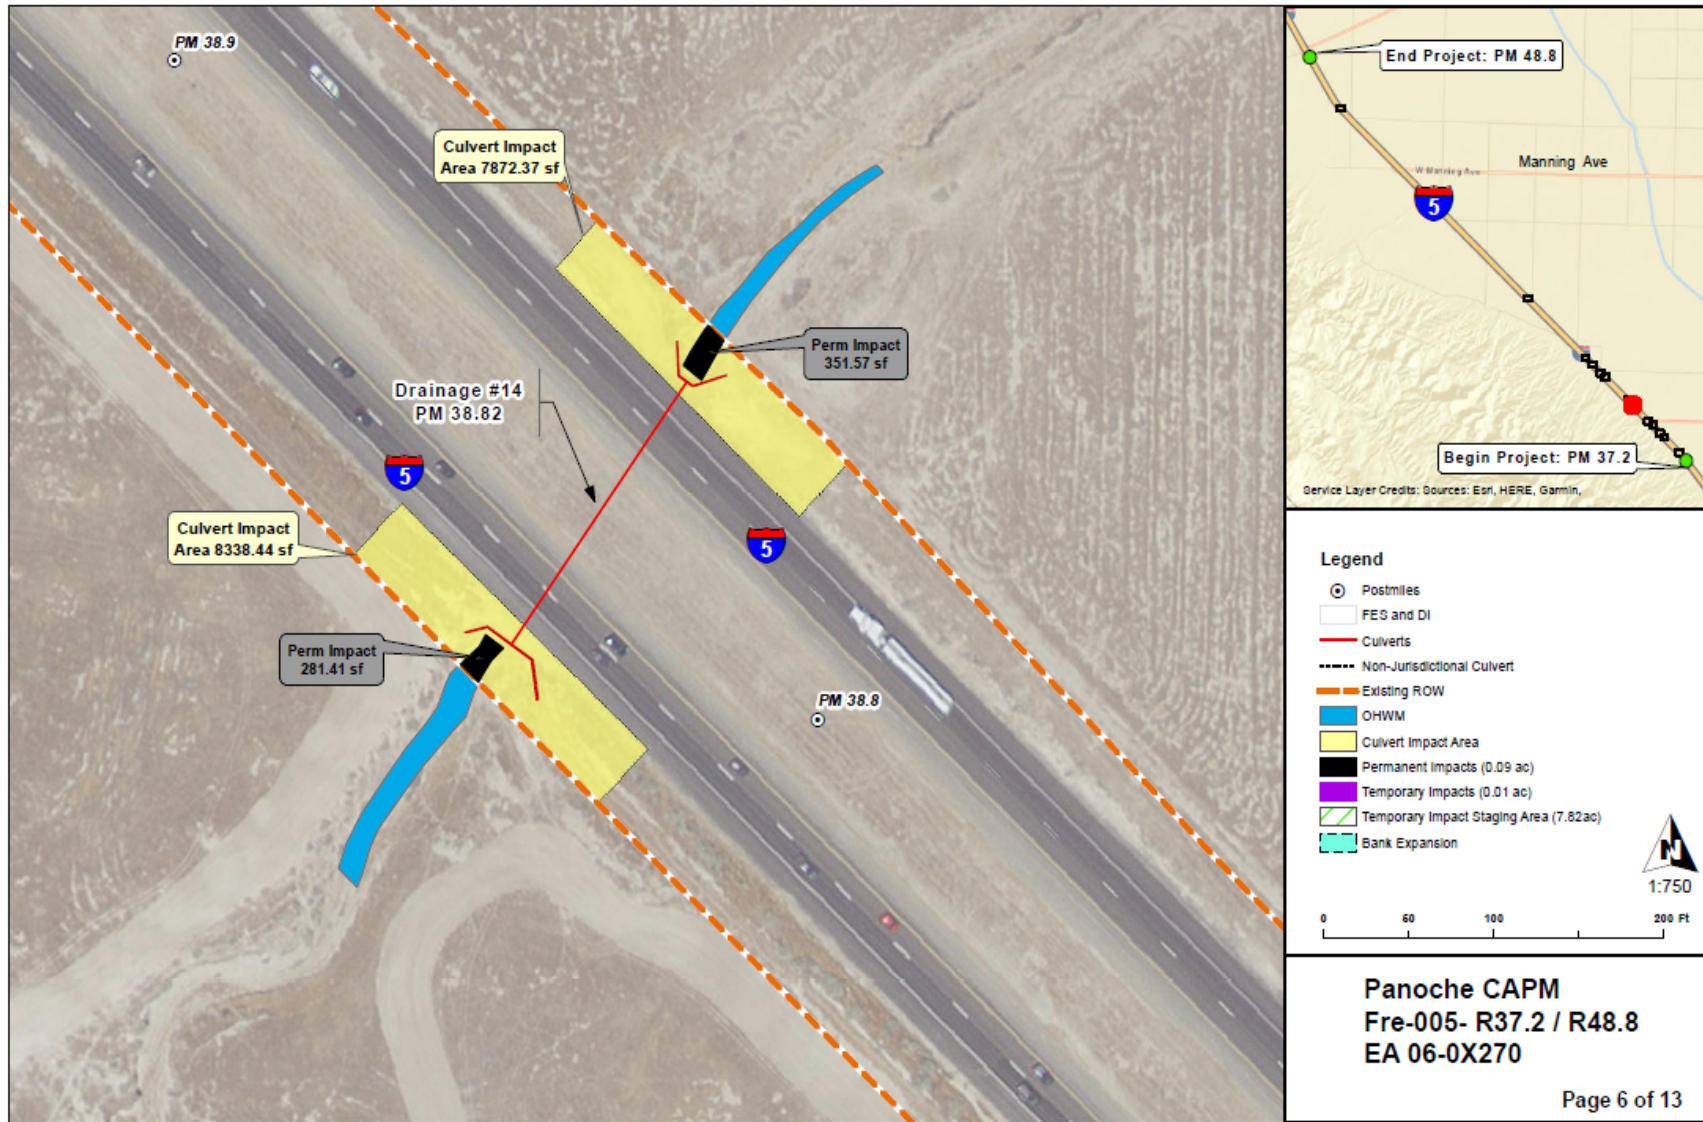 PM 38.9
Culvert Impact
Area 7872.37 sf
Perm Impact
351.57 sf
Drainage #14
PM 38.82
5
Culvert Impact
Area 8338.44 sf
5
Perm Impact
281.41 sf
PM 38.8
End Project: PM 48.8
Manning Ave
W Manning Ave
5
Begin Project: PM 37.2
Service Layer Credits: Sources: Esri, HERE, Garmin,
Legend
Postmiles
FES and DI
Culverts
Non-Jurisdictional Culvert
Existing ROW
OHWM
Culvert Impact Area
Permanent Impacts (0.09 ac)
Temporary Impacts (0.01 ac)
Temporary Impact Staging Area (7.82ac)
Bank Expansion
N
1:750
0 50 100 200 Ft
Panoche CAPM
Fre-005- R37.2 / R48.8
EA 06-0X270
Page 6 of 13